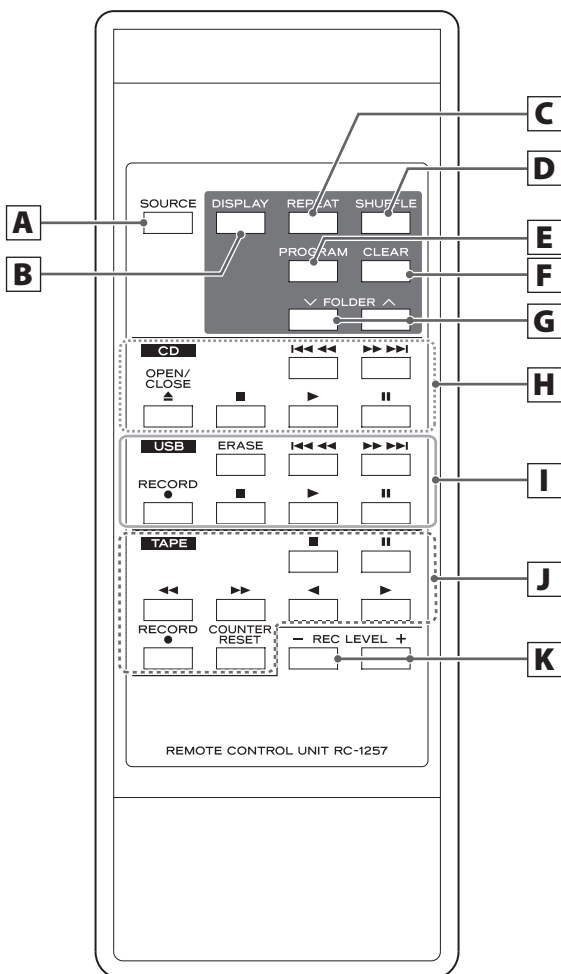 C
D
SOURCE DISPLAY REPEAT SHUFFLE
A
E
PROGRAM CLEAR
B
F
FOLDER
G
CD
OPEN/
CLOSE
H
USB ERASE
I
RECORD
TAPE
J
RECORD COUNTER
RESET
− REC LEVEL +
K
REMOTE CONTROL UNIT RC-1257